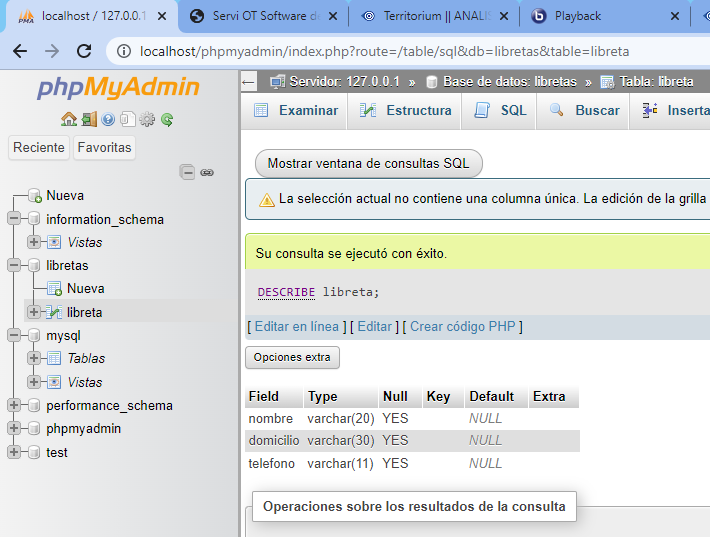 localhost / 127.0.0.1
Servi OT Software de
Territorium || ANALIS
Playback
localhost/phpmyadmin/index.php?route=/table/sql&db=libretas&table=libreta
phpMyAdmin
Reciente
Favoritas
Nueva
information_schema
Vistas
libretas
Nueva
libreta
mysql
Tablas
Vistas
performance_schema
phpmyadmin
test
Servidor: 127.0.0.1 » Base de datos: libretas » Tabla: libreta
Examinar Estructura SQL Buscar Inserta
Mostrar ventana de consultas SQL
La selección actual no contiene una columna única. La edición de la grilla
Su consulta se ejecutó con éxito.
DESCRIBE libreta;
[ Editar en línea ] [ Editar ] [ Crear código PHP ]
Opciones extra
Field Type Null Key Default Extra
nombre varchar(20) YES NULL
domicilio varchar(30) YES NULL
telefono varchar(11) YES NULL
Operaciones sobre los resultados de la consulta